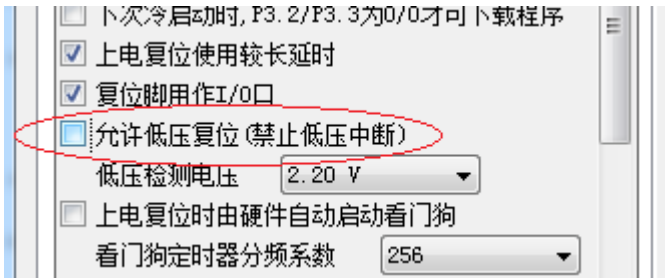 下次冷启动时,P3.2/P3.3为0/0才可下载程序
上电复位使用较长延时
复位脚用作I/O口
允许低压复位(禁止低压中断)
低压检测电压 2.20 V
上电复位时由硬件自动启动看门狗
看门狗定时器分频系数 256